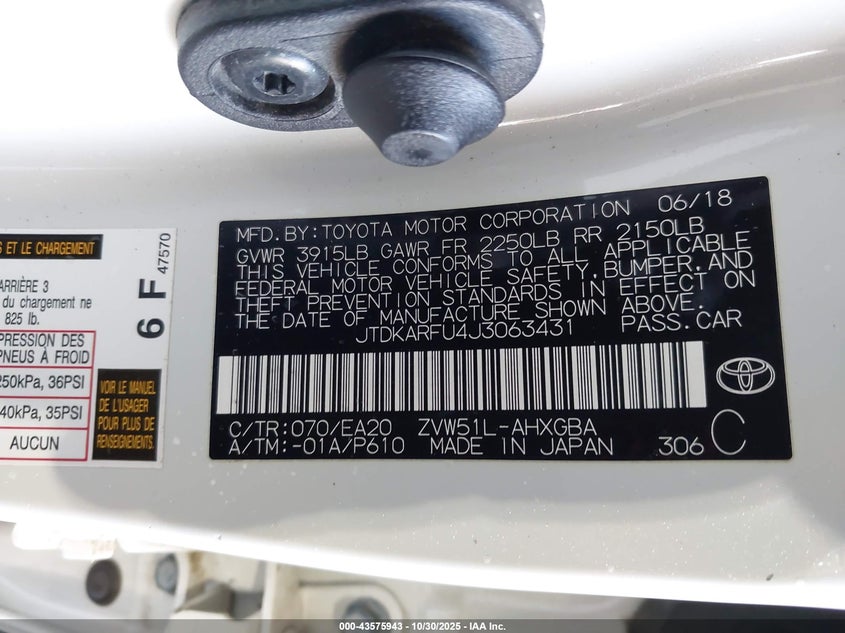 S ET LE CHARGEMENT
ARRIÈRE 3
du chargement ne
825 lb.
PRESSION DES
PNEUS À FROID
250kPa, 36PSI
240kPa, 35PSI
AUCUN
6 F
47570
VOIR LE MANUEL
DE L'USAGER
POUR PLUS DE
RENSEIGNEMENTS
MFD. BY: TOYOTA MOTOR CORPORATION 06/18
GVWR 3915LB GAWR FR 2250LB RR 2150LB
THIS VEHICLE CONFORMS TO ALL APPLICABLE
FEDERAL MOTOR VEHICLE SAFETY, BUMPER, AND
THEFT PREVENTION STANDARDS IN EFFECT ON
THE DATE OF MANUFACTURE SHOWN ABOVE.
JTDKARFU4J3063431 PASS. CAR
C/TR: 070/EA20 ZVW51L-AHXGBA
A/TM: -01A/P610 MADE IN JAPAN 306 C
000-43575943 - 10/30/2025 - IAA Inc.